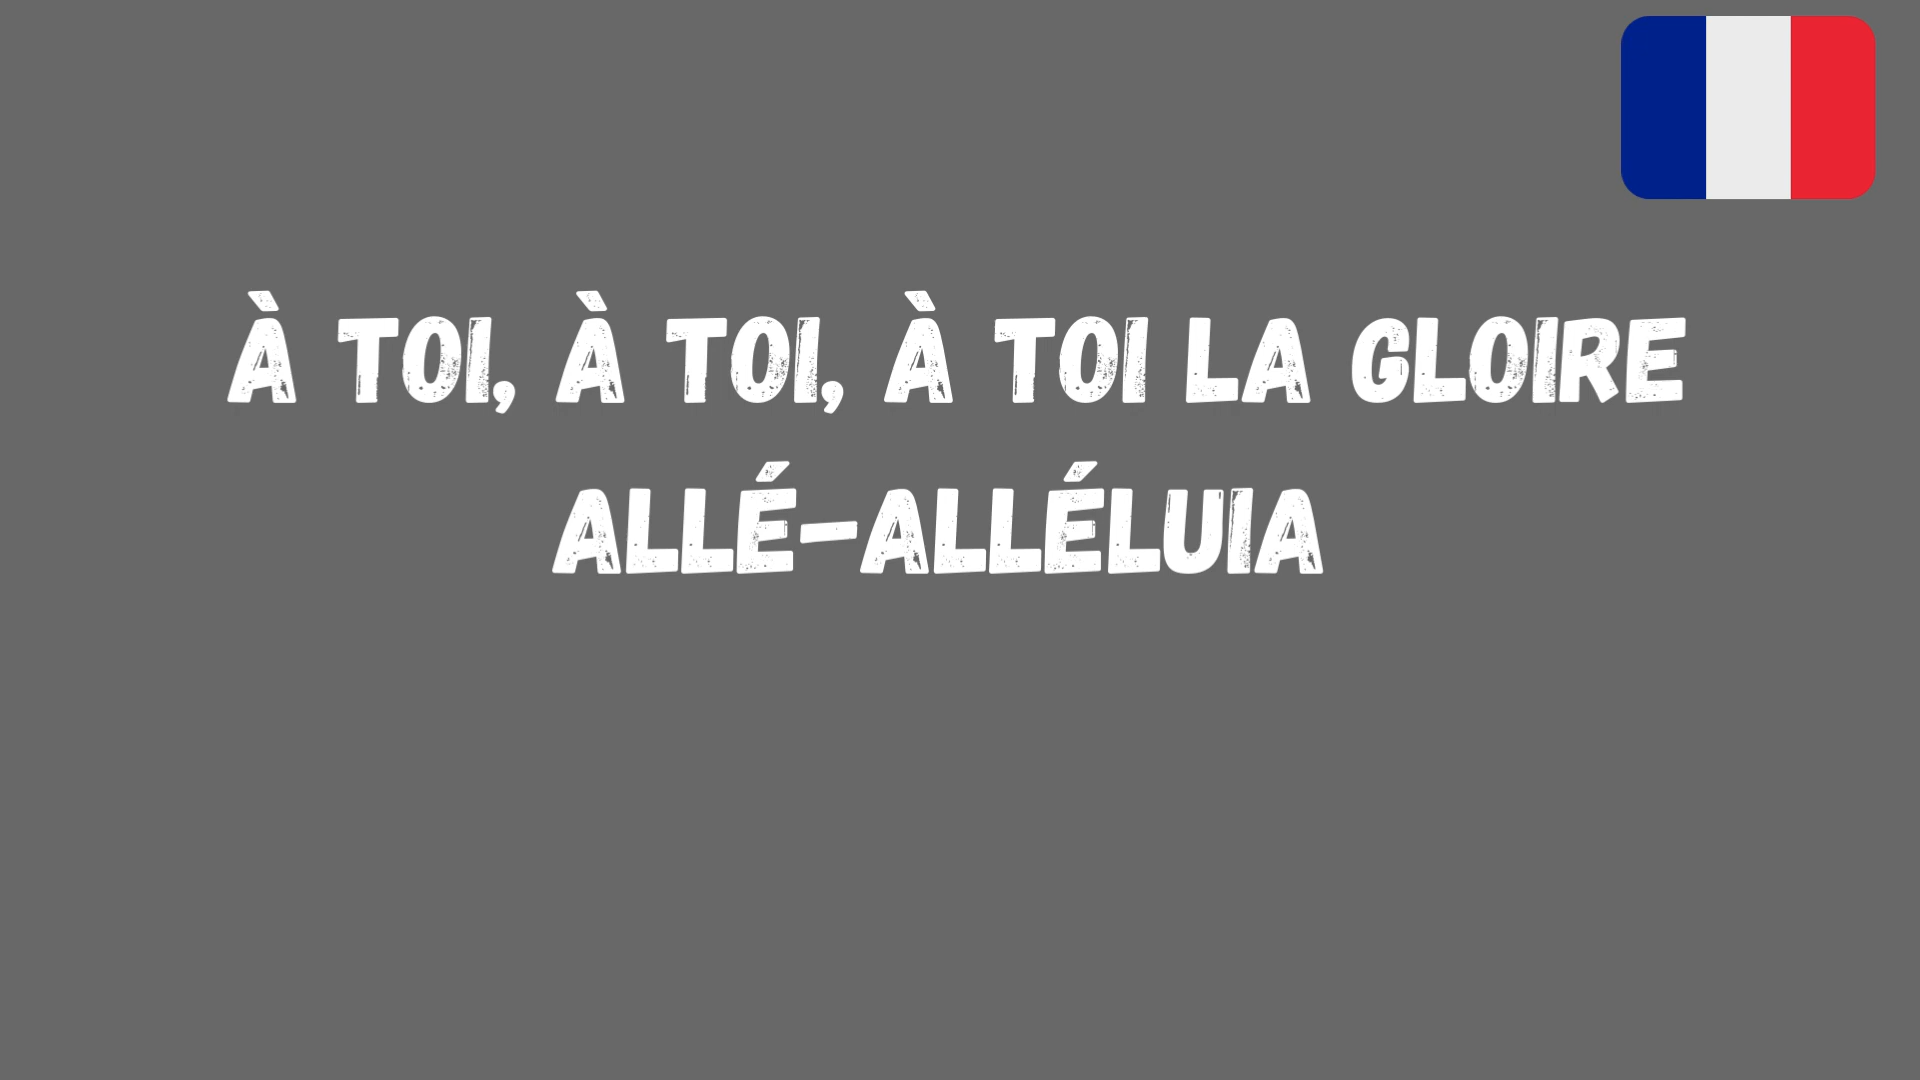 À TOI, À TOI, À TOI LA GLOIRE
ALLÉ-ALLÉLUIA